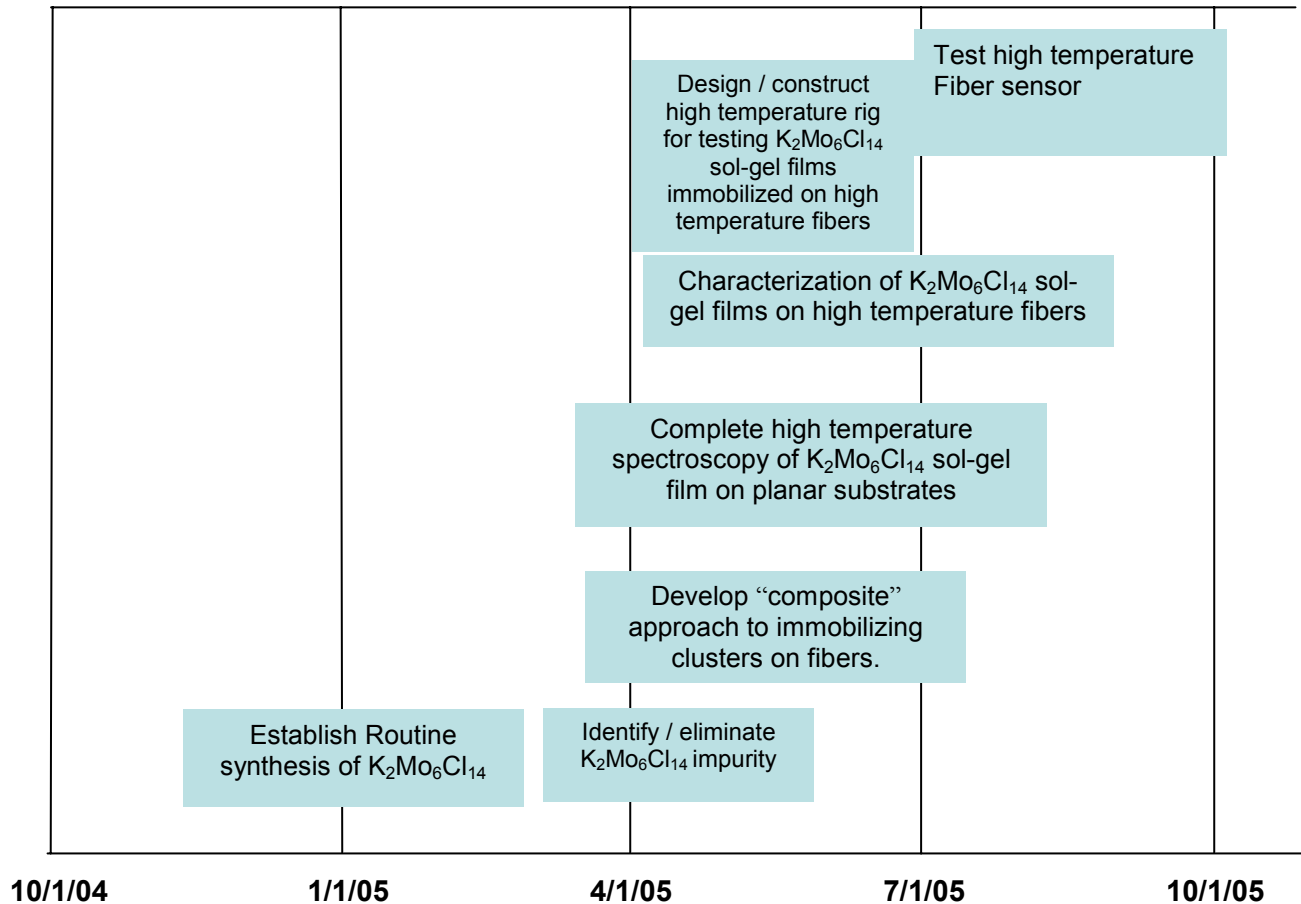 Test high temperature
Fiber sensor
Design / construct
high temperature rig
for testing K₂Mo₆Cl₁₄
sol-gel films
immobilized on high
temperature fibers
Characterization of K₂Mo₆Cl₁₄ sol-
gel films on high temperature fibers
Complete high temperature
spectroscopy of K₂Mo₆Cl₁₄ sol-gel
film on planar substrates
Develop “composite”
approach to immobilizing
clusters on fibers.
Establish Routine
synthesis of K₂Mo₆Cl₁₄
Identify / eliminate
K₂Mo₆Cl₁₄ impurity
10/1/04
1/1/05
4/1/05
7/1/05
10/1/05